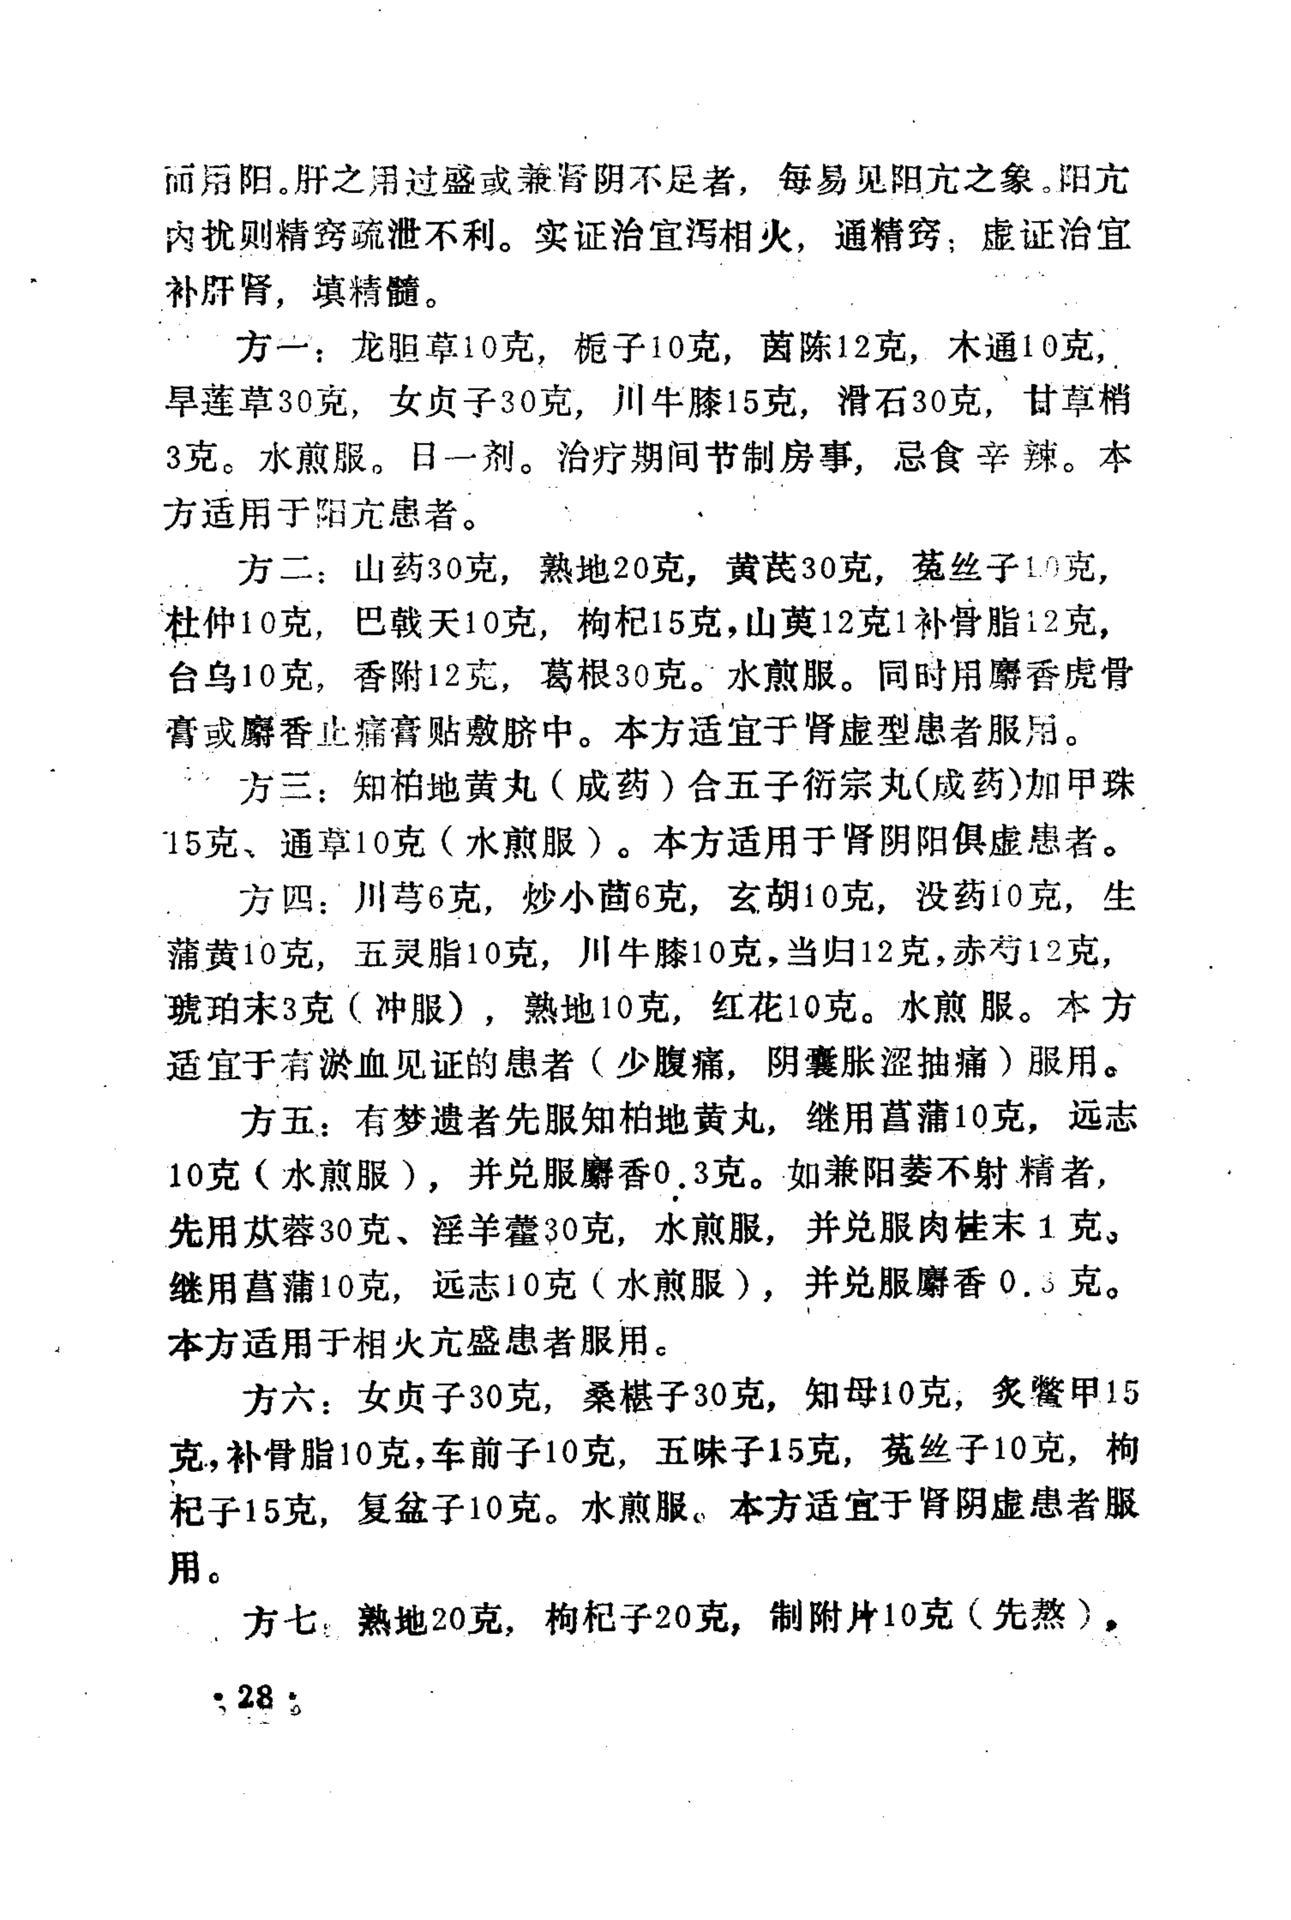 而用阳。肝之用过盛或兼肾阴不足者，每易见阳亢之象。阳亢
内扰则精窍疏泄不利。实证治宜泻相火，通精窍；虚证治宜
补肝肾，填精髓。
方一：龙胆草10克，栀子10克，茵陈12克，木通10克，
旱莲草30克，女贞子30克，川牛膝15克，滑石30克，甘草梢
3克。水煎服。日一剂。治疗期间节制房事，忌食辛辣。本
方适用于阳亢患者。
方二：山药30克，熟地20克，黄芪30克，菟丝子10克，
杜仲10克，巴戟天10克，枸杞15克，山萸12克1补骨脂12克，
台乌10克，香附12克，葛根30克。水煎服。同时用麝香虎骨
膏或麝香止痛膏贴敷脐中。本方适宜于肾虚型患者服用。
方三：知柏地黄丸（成药）合五子衍宗丸(成药)加甲珠
15克、通草10克（水煎服）。本方适用于肾阴阳俱虚患者。
方四：川芎6克，炒小茴6克，玄胡10克，没药10克，生
蒲黄10克，五灵脂10克，川牛膝10克，当归12克，赤芍12克，
琥珀末3克（冲服），熟地10克，红花10克。水煎服。本方
适宜于有淤血见证的患者（少腹痛，阴囊胀涩抽痛）服用。
方五：有梦遗者先服知柏地黄丸，继用菖蒲10克，远志
10克（水煎服），并兑服麝香0.3克。如兼阳萎不射精者，
先用苁蓉30克、淫羊藿30克，水煎服，并兑服肉桂末1克。
继用菖蒲10克，远志10克（水煎服），并兑服麝香0.3克。
本方适用于相火亢盛患者服用。
方六：女贞子30克，桑椹子30克，知母10克，炙鳖甲15
克，补骨脂10克，车前子10克，五味子15克，菟丝子10克，枸
杞子15克，复盆子10克。水煎服。本方适宜于肾阴虚患者服
用。
方七：熟地20克，枸杞子20克，制附片10克（先熬），
·28·